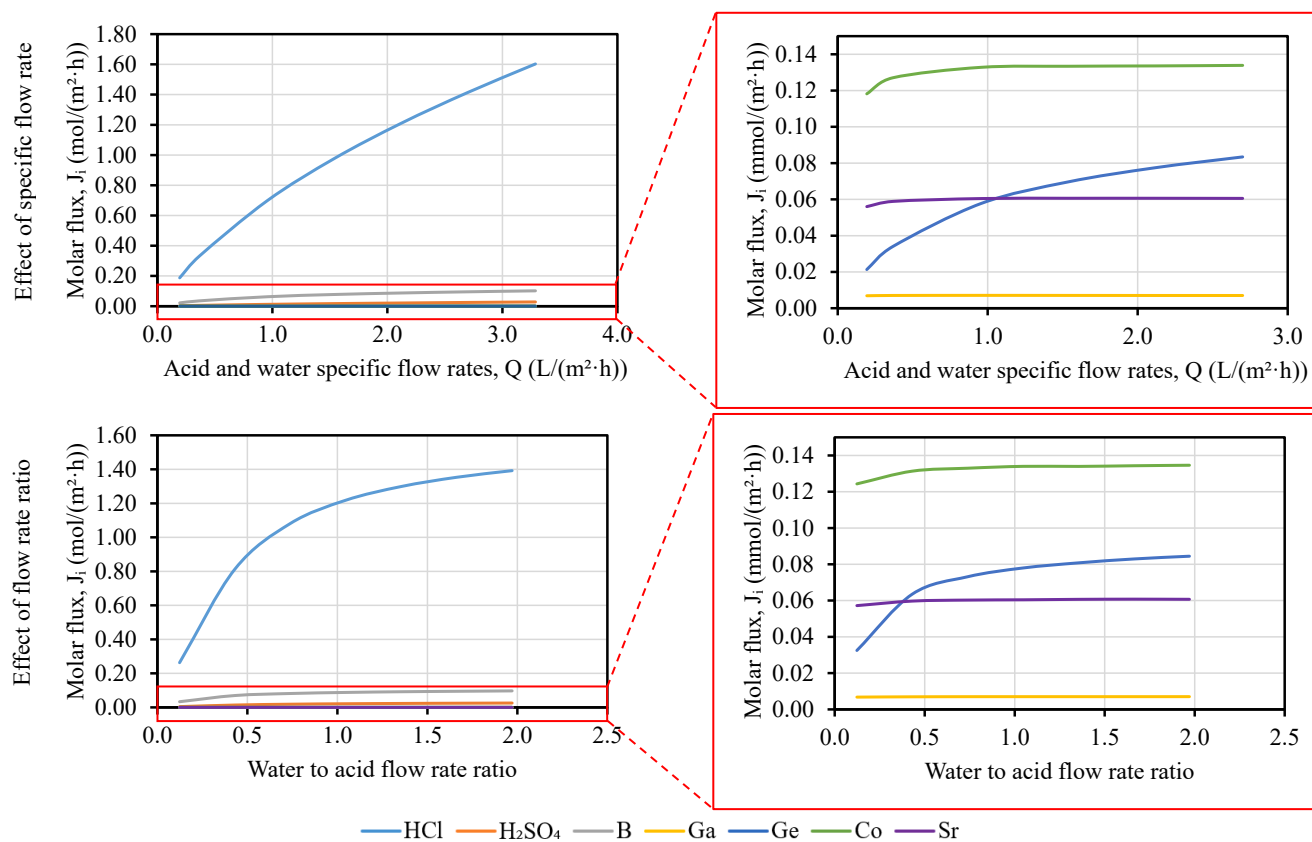 Effect of specific flow rate
Molar flux, Jᵢ (mol/(m²·h))
1.80
1.60
1.40
1.20
1.00
0.80
0.60
0.40
0.20
0.00
0.0 1.0 2.0 3.0 4.0
Acid and water specific flow rates, Q (L/(m²·h))
Molar flux, Jᵢ (mmol/(m²·h))
0.14
0.12
0.10
0.08
0.06
0.04
0.02
0.00
0.0 1.0 2.0 3.0
Acid and water specific flow rates, Q (L/(m²·h))
Effect of flow rate ratio
Molar flux, Jᵢ (mol/(m²·h))
1.60
1.40
1.20
1.00
0.80
0.60
0.40
0.20
0.00
0.0 0.5 1.0 1.5 2.0 2.5
Water to acid flow rate ratio
Molar flux, Jᵢ (mmol/(m²·h))
0.14
0.12
0.10
0.08
0.06
0.04
0.02
0.00
0.0 0.5 1.0 1.5 2.0 2.5
Water to acid flow rate ratio
HCl H₂SO₄ B Ga Ge Co Sr